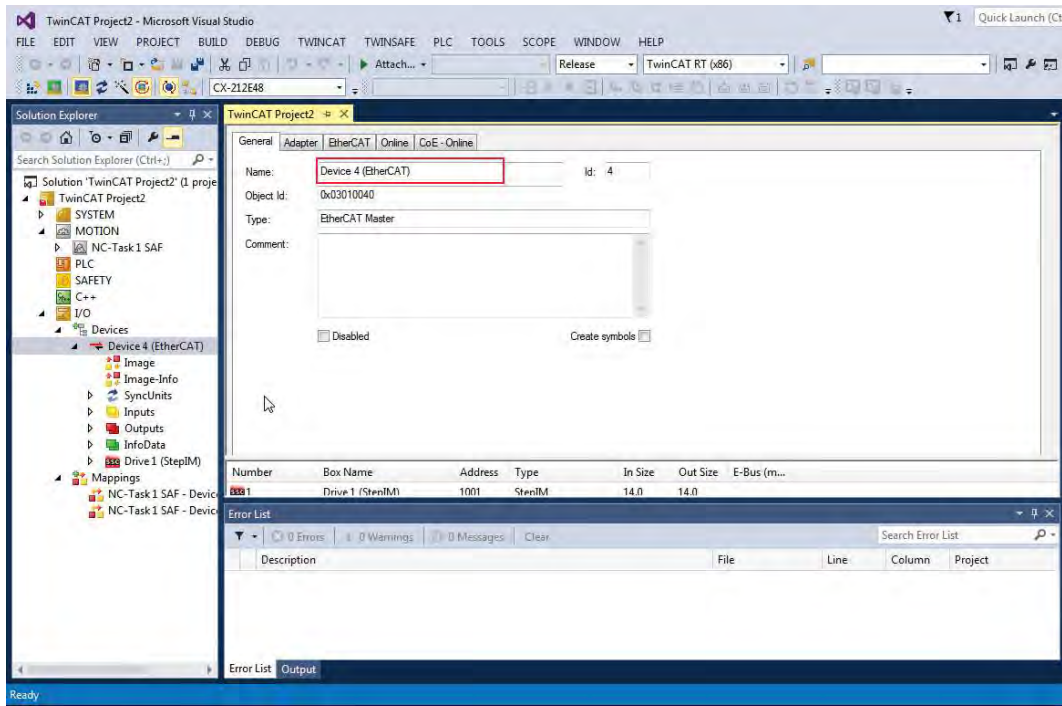 TwinCAT Project2 - Microsoft Visual Studio
1 Quick Launch (Ct
FILE EDIT VIEW PROJECT BUILD DEBUG TWINCAT TWINSAFE PLC TOOLS SCOPE WINDOW HELP
Attach... Release TwinCAT RT (x86)
CX-212E48
Solution Explorer
Search Solution Explorer (Ctrl+;)
Solution 'TwinCAT Project2' (1 proje
TwinCAT Project2
SYSTEM
MOTION
NC-Task 1 SAF
PLC
SAFETY
C++
I/O
Devices
Device 4 (EtherCAT)
Image
Image-Info
SyncUnits
Inputs
Outputs
InfoData
Drive 1 (StepIM)
Mappings
NC-Task 1 SAF - Device
NC-Task 1 SAF - Device
TwinCAT Project2
General Adapter EtherCAT Online CoE - Online
Name: Device 4 (EtherCAT) Id: 4
Object Id: 0x03010040
Type: EtherCAT Master
Comment:
Disabled Create symbols
Number Box Name Address Type In Size Out Size E-Bus (m...
1 Drive 1 (StepIM) 1001 StepIM 14.0 14.0
Error List
0 Errors 0 Warnings 0 Messages Clear Search Error List
Description File Line Column Project
Error List Output
Ready